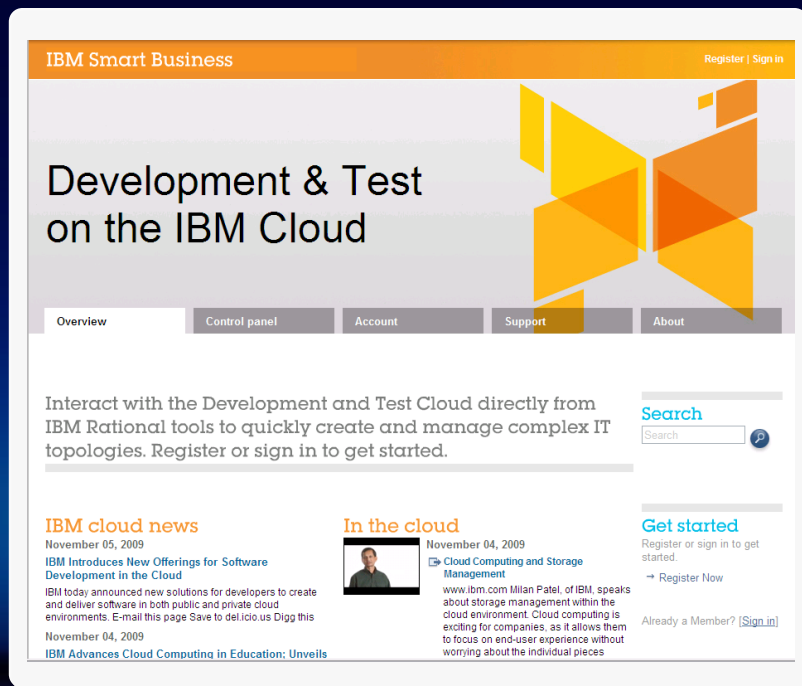 IBM Smart Business
Register | Sign in
Development & Test
on the IBM Cloud
Overview
Control panel
Account
Support
About
Interact with the Development and Test Cloud directly from
IBM Rational tools to quickly create and manage complex IT
topologies. Register or sign in to get started.
Search
Search
IBM cloud news
November 05, 2009
IBM Introduces New Offerings for Software
Development in the Cloud
IBM today announced new solutions for developers to create
and deliver software in both public and private cloud
environments. E-mail this page Save to del.icio.us Digg this
November 04, 2009
IBM Advances Cloud Computing in Education; Unveils
In the cloud
November 04, 2009
Cloud Computing and Storage
Management
www.ibm.com Milan Patel, of IBM, speaks
about storage management within the
cloud environment. Cloud computing is
exciting for companies, as it allows them
to focus on end-user experience without
worrying about the individual pieces
Get started
Register or sign in to get
started.
Register Now
Already a Member? [Sign in]